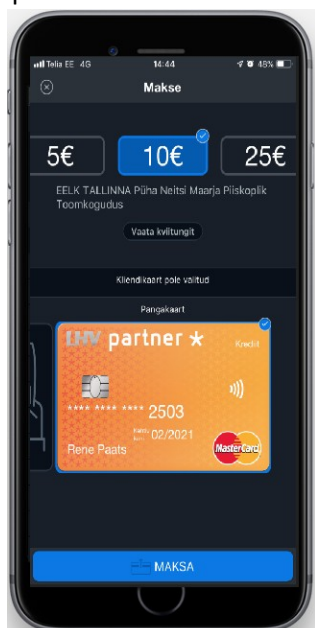 Telia EE 4G 14:44 48%
Makse
5€ 10€ 25€
EELK TALLINNA Püha Neitsi Maarja Piiskoplik
Toomkogudus
Vaata kviitungit
Kliendikaart pole valitud
Pangakaart
LHV partner
Krediit
**** **** **** 2503
02/2021
Rene Paats
MasterCard
MAKSA